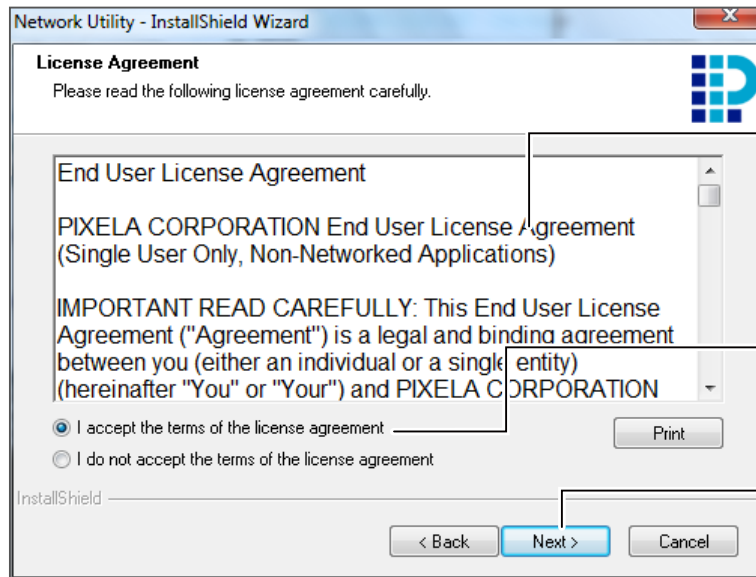 Network Utility - InstallShield Wizard
License Agreement
Please read the following license agreement carefully.
End User License Agreement
PIXELA CORPORATION End User License Agreement
(Single User Only, Non-Networked Applications)
IMPORTANT READ CAREFULLY: This End User License
Agreement ("Agreement") is a legal and binding agreement
between you (either an individual or a single entity)
(hereinafter "You" or "Your") and PIXELA CORPORATION
I accept the terms of the license agreement
Print
I do not accept the terms of the license agreement
InstallShield
< Back
Next >
Cancel